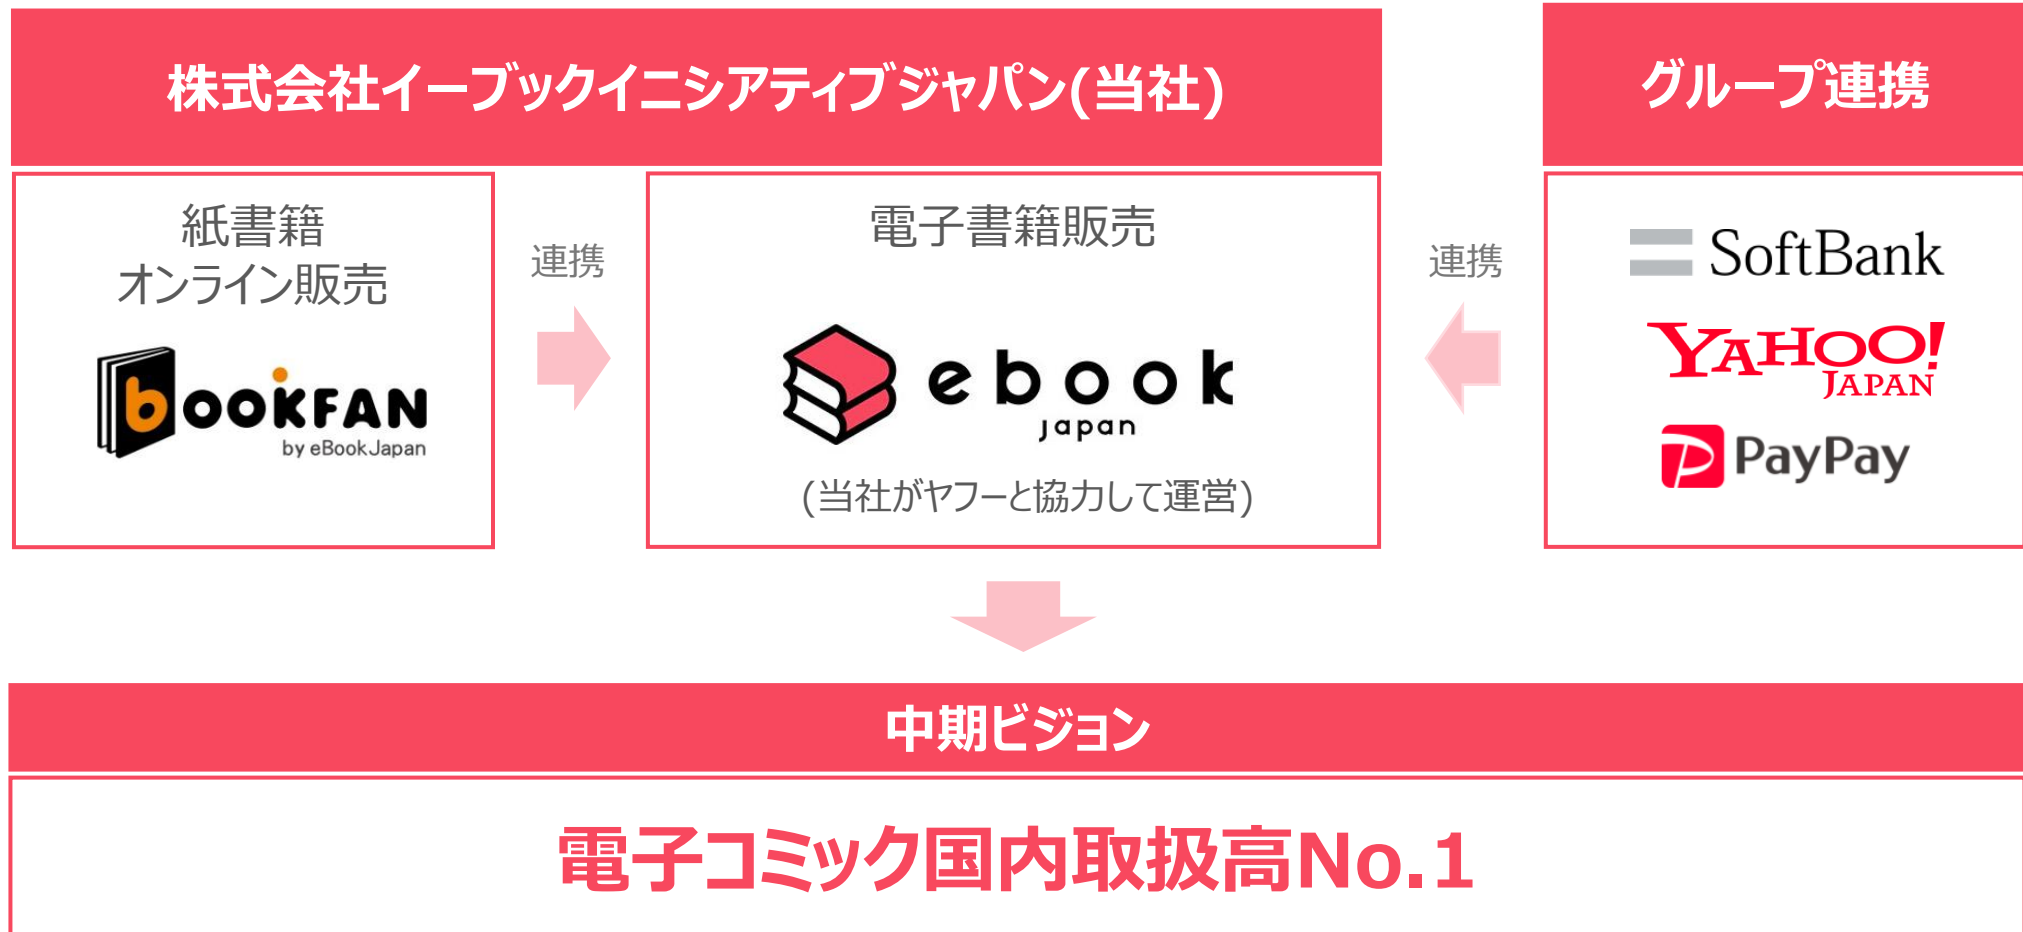 株式会社イーブックイニシアティブジャパン(当社)
グループ連携
紙書籍
オンライン販売
bookFAN
by eBookJapan
連携
電子書籍販売
ebook
japan
(当社がヤフーと協力して運営)
連携
SoftBank
YAHOO!
JAPAN
PayPay
中期ビジョン
電子コミック国内取扱高No.1